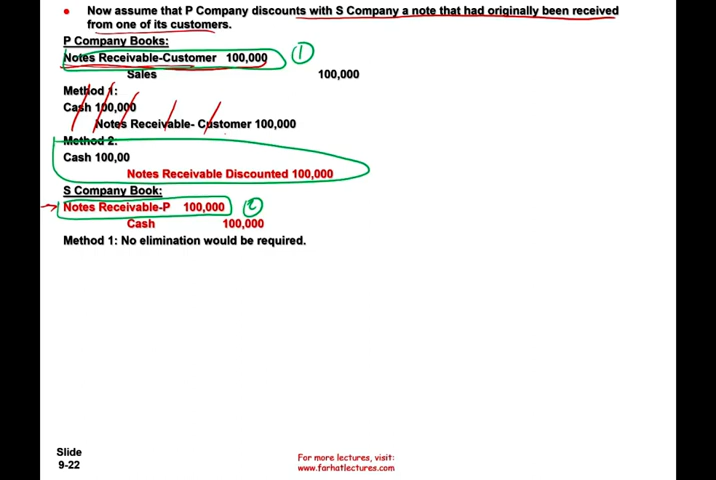 Now assume that P Company discounts with S Company a note that had originally been received
from one of its customers.
P Company Books:
Notes Receivable-Customer 100,000 1
Sales 100,000
Method 1:
Cash 100,000
Notes Receivable- Customer 100,000
Method 2:
Cash 100,00
Notes Receivable Discounted 100,000
S Company Book:
Notes Receivable-P 100,000 2
Cash 100,000
Method 1: No elimination would be required.
Slide
9-22
For more lectures, visit:
www.farhatlectures.com